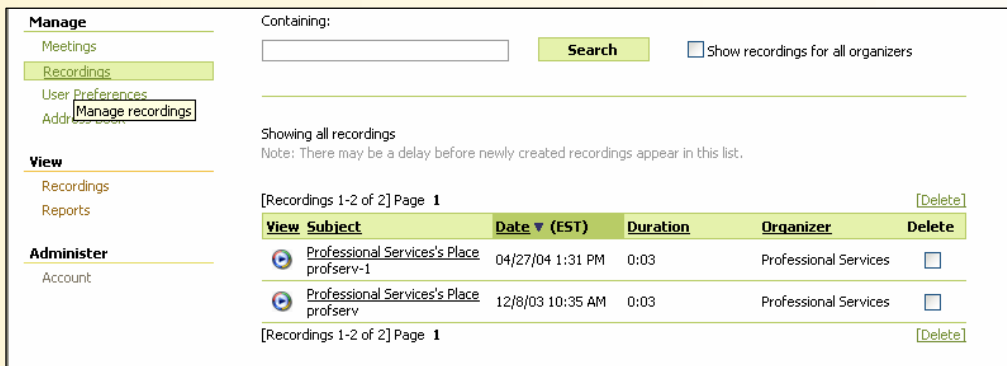 Manage
Meetings
Recordings
User Preferences
Manage recordings
View
Recordings
Reports
Administer
Account
Containing:
Search
Show recordings for all organizers
Showing all recordings
Note: There may be a delay before newly created recordings appear in this list.
[Recordings 1-2 of 2] Page 1 [Delete]
View Subject Date (EST) Duration Organizer Delete
Professional Services's Place
profserv-1 04/27/04 1:31 PM 0:03 Professional Services
Professional Services's Place
profserv 12/8/03 10:35 AM 0:03 Professional Services
[Recordings 1-2 of 2] Page 1 [Delete]